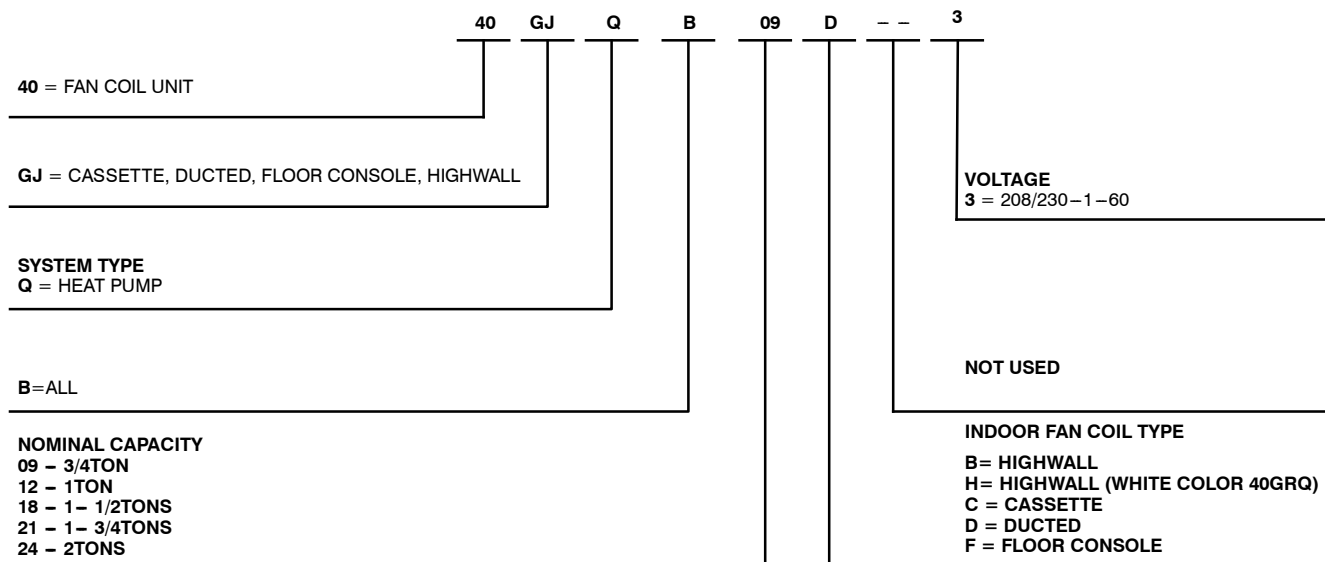 40 GJ Q B 09 D – – 3
40 = FAN COIL UNIT
GJ = CASSETTE, DUCTED, FLOOR CONSOLE, HIGHWALL
SYSTEM TYPE
Q = HEAT PUMP
B=ALL
NOMINAL CAPACITY
09 – 3/4TON
12 – 1TON
18 – 1– 1/2TONS
21 – 1– 3/4TONS
24 – 2TONS
VOLTAGE
3 = 208/230–1–60
NOT USED
INDOOR FAN COIL TYPE
B= HIGHWALL
H= HIGHWALL (WHITE COLOR 40GRQ)
C = CASSETTE
D = DUCTED
F = FLOOR CONSOLE